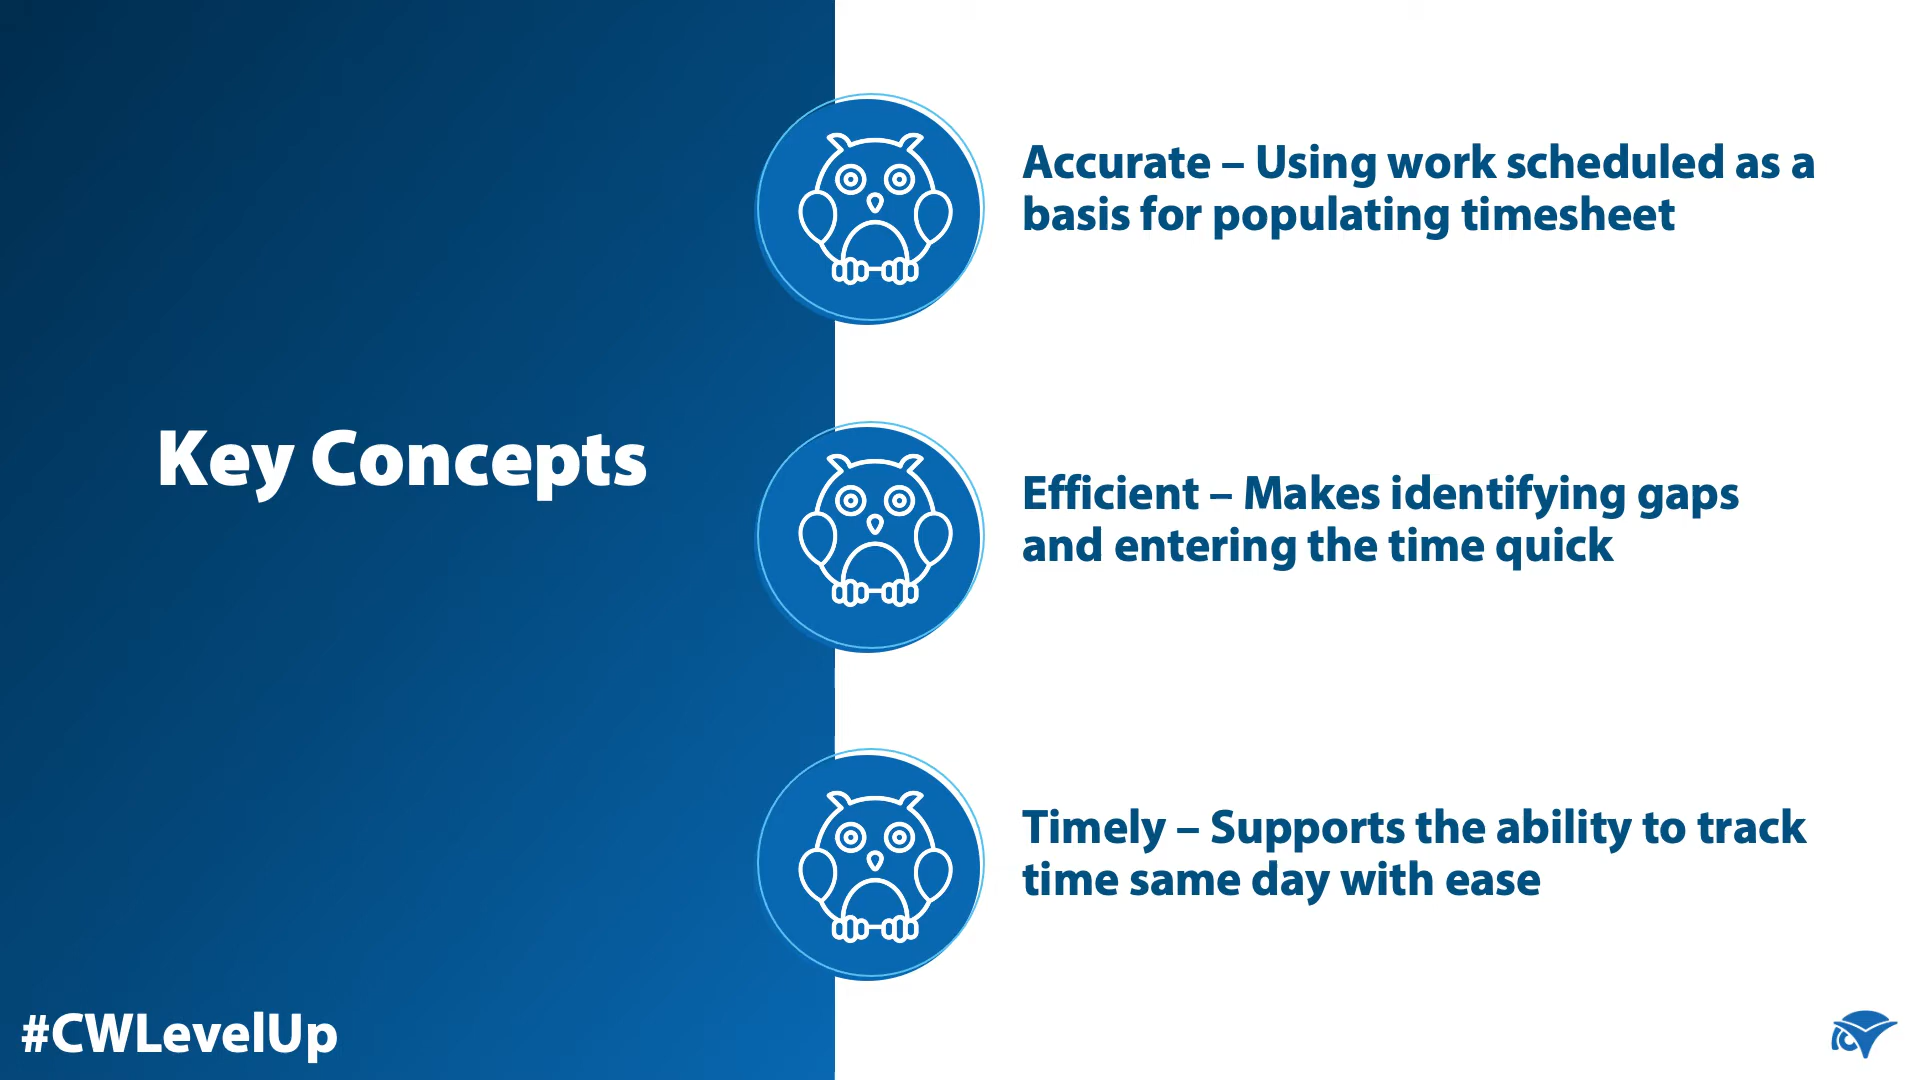 Key Concepts
Accurate – Using work scheduled as a
basis for populating timesheet
Efficient – Makes identifying gaps
and entering the time quick
Timely – Supports the ability to track
time same day with ease
#CWLevelUp